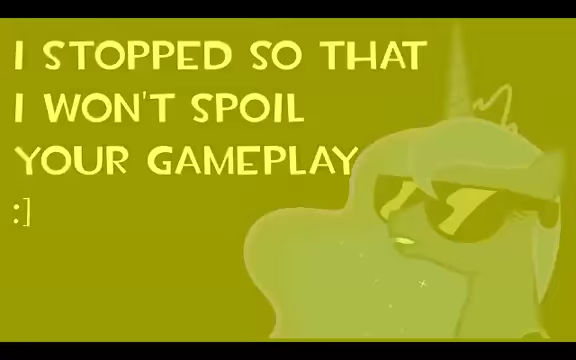 I STOPPED SO THAT
I WON'T SPOIL
YOUR GAMEPLAY
:]